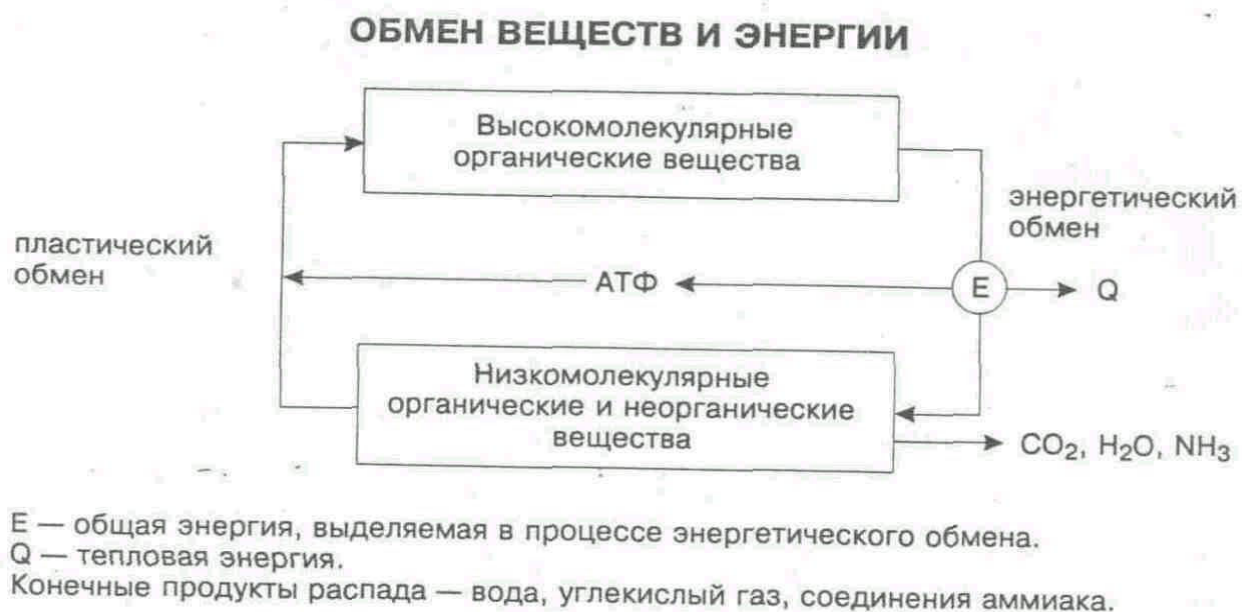 ОБМЕН ВЕЩЕСТВ И ЭНЕРГИИ
Высокомолекулярные
органические вещества
энергетический
обмен
пластический
обмен
АТФ
E
Q
Низкомолекулярные
органические и неорганические
вещества
CO₂, H₂O, NH₃
E — общая энергия, выделяемая в процессе энергетического обмена.
Q — тепловая энергия.
Конечные продукты распада — вода, углекислый газ, соединения аммиака.